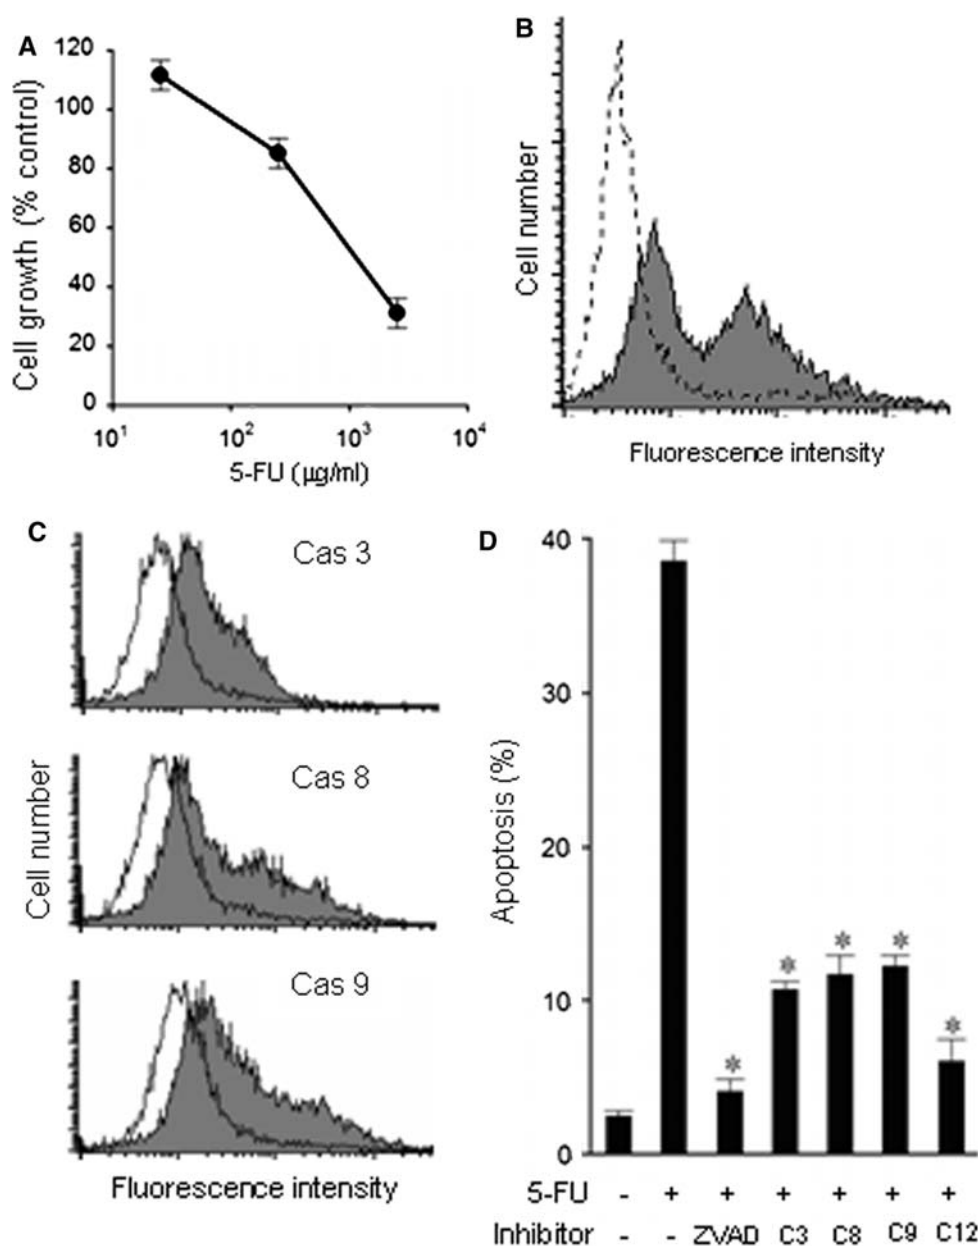 A
120
100
80
60
40
20
0
Cell growth (% control)
10¹ 10² 10³ 10⁴
5-FU (µg/ml)
B
Cell number
Fluorescence intensity
C
Cas 3
Cas 8
Cas 9
Cell number
Fluorescence intensity
D
40
30
20
10
0
Apoptosis (%)
* * * * *
5-FU - + + + + + +
Inhibitor - - ZVAD C3 C8 C9 C12